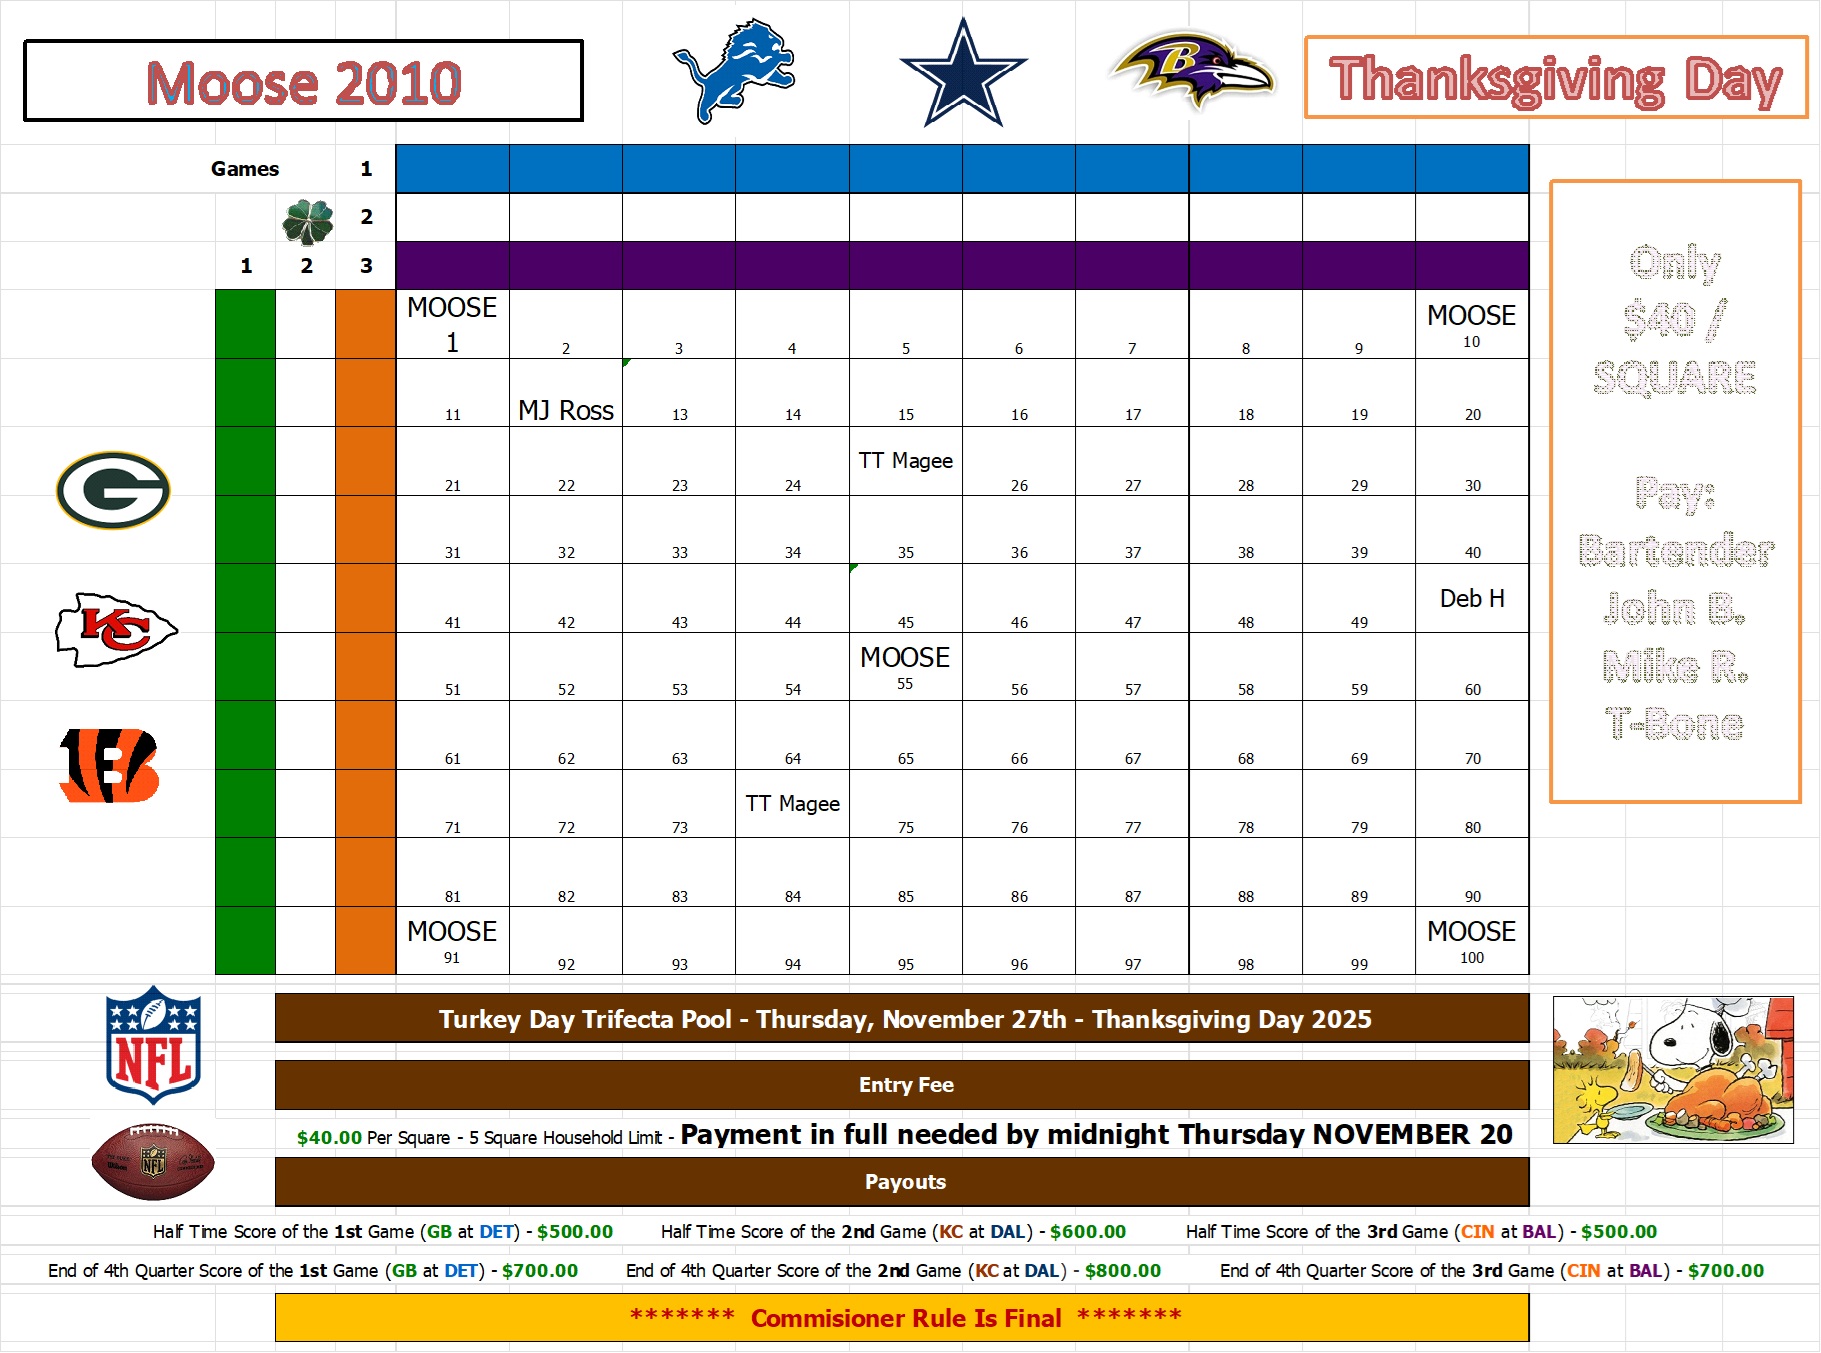 Moose 2010
Thanksgiving Day
Games 1
2
1 2 3
MOOSE MOOSE
1 2 3 4 5 6 7 8 9 10
11 MJ Ross 13 14 15 16 17 18 19 20
TT Magee
21 22 23 24 26 27 28 29 30
31 32 33 34 35 36 37 38 39 40
Deb H
41 42 43 44 45 46 47 48 49
MOOSE
51 52 53 54 55 56 57 58 59 60
61 62 63 64 65 66 67 68 69 70
TT Magee
71 72 73 75 76 77 78 79 80
81 82 83 84 85 86 87 88 89 90
MOOSE MOOSE
91 92 93 94 95 96 97 98 99 100
Only
$40 /
SQUARE
Pay:
Bartender
John B.
Mike R.
T-Bone
G
KC
B
NFL
Turkey Day Trifecta Pool - Thursday, November 27th - Thanksgiving Day 2025
Entry Fee
$40.00 Per Square - 5 Square Household Limit - Payment in full needed by midnight Thursday NOVEMBER 20
Payouts
Half Time Score of the 1st Game (GB at DET) - $500.00 Half Time Score of the 2nd Game (KC at DAL) - $600.00 Half Time Score of the 3rd Game (CIN at BAL) - $500.00
End of 4th Quarter Score of the 1st Game (GB at DET) - $700.00 End of 4th Quarter Score of the 2nd Game (KC at DAL) - $800.00 End of 4th Quarter Score of the 3rd Game (CIN at BAL) - $700.00
******* Commisioner Rule Is Final *******